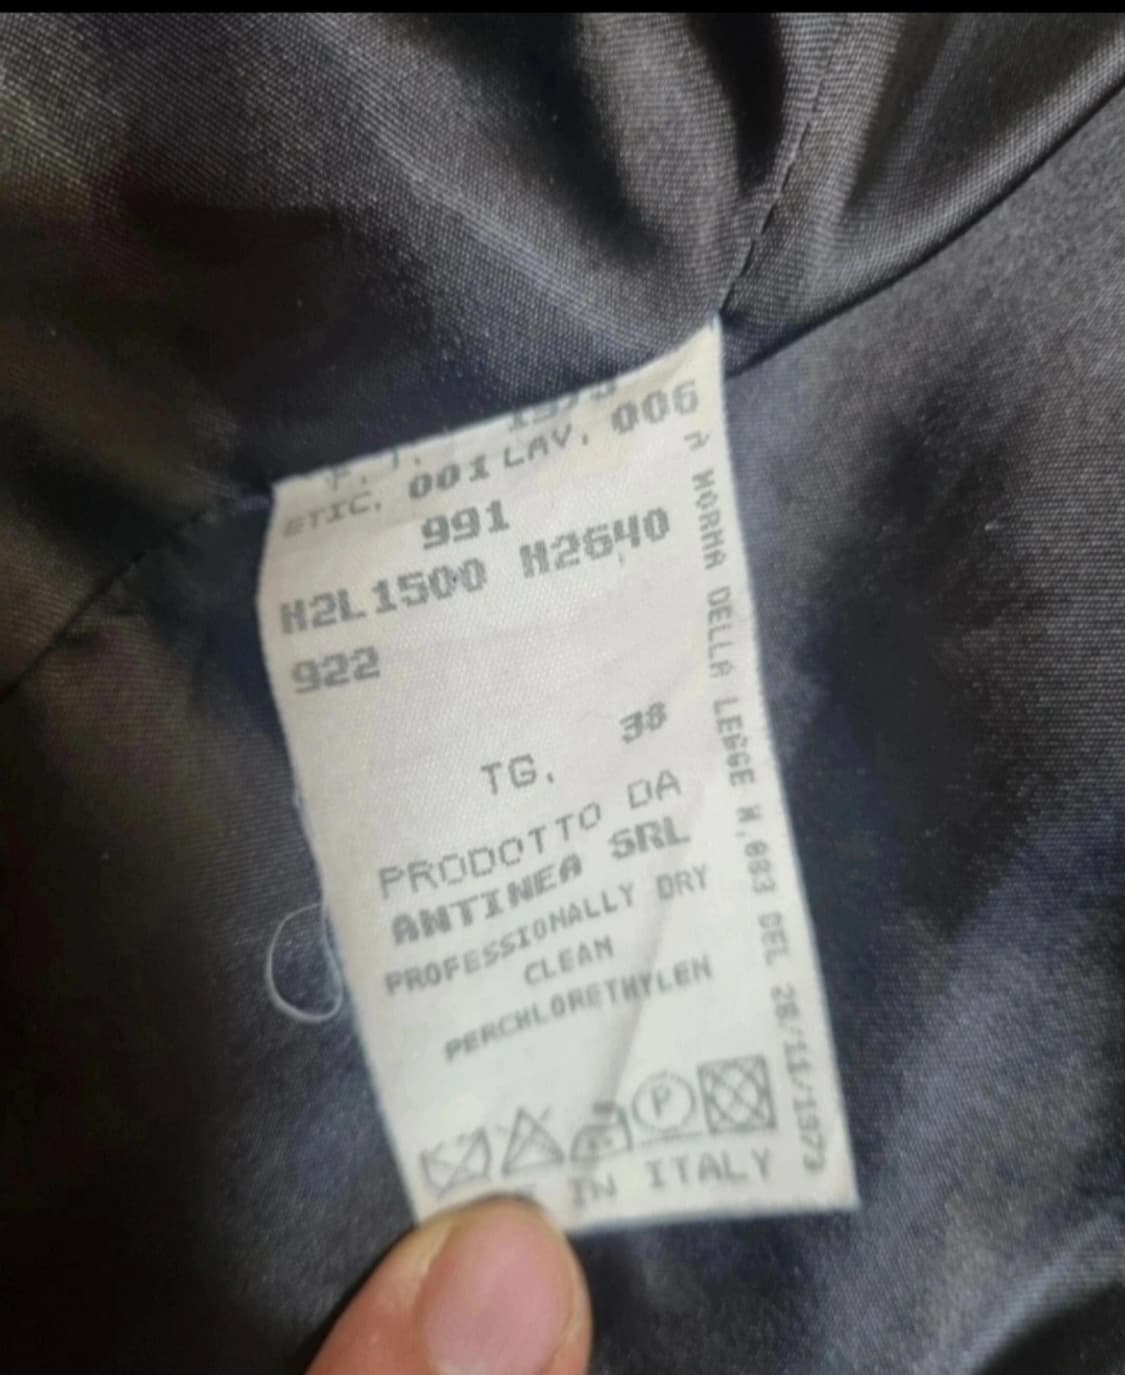 ETIC. 001 LAV. 006
991
H2L1500 H2640
922
TG. 38
PRODOTTO DA
ANTINEA SRL
PROFESSIONALLY DRY
CLEAN
PERCHLORETHYLEN
P
IN ITALY
NORMA DELLA LEGGE N.883 DEL 26/11/1973